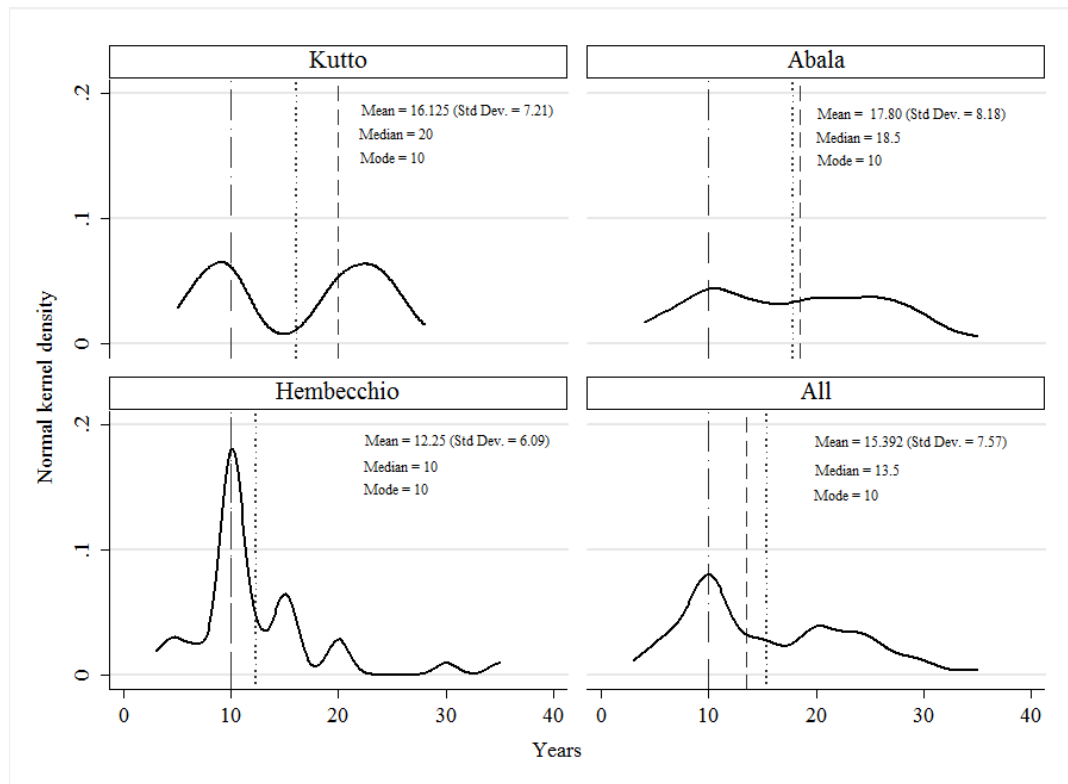 Kutto
Abala
.2
.1
0
Mean = 16.125 (Std Dev. = 7.21)
Median = 20
Mode = 10
Mean = 17.80 (Std Dev. = 8.18)
Median = 18.5
Mode = 10
Normal kernel density
Hembecchio
All
.2
.1
0
Mean = 12.25 (Std Dev. = 6.09)
Median = 10
Mode = 10
Mean = 15.392 (Std Dev. = 7.57)
Median = 13.5
Mode = 10
0 10 20 30 40
0 10 20 30 40
Years